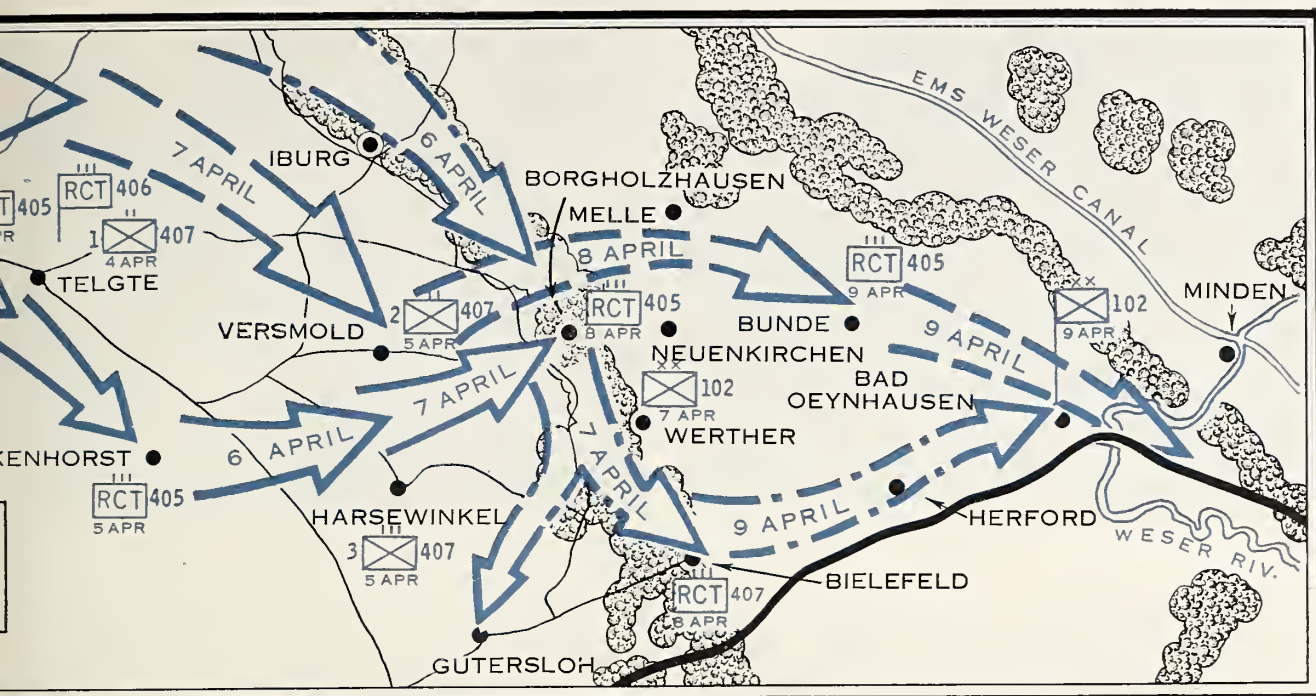 EMS WESER CANAL
IBURG
7 APRIL
6 APRIL
BORGHOLZHAUSEN
MELLE
RCT 406
405
1 407
4 APR
TELGTE
8 APRIL
RCT 405
9 APR
102
9 APR
MINDEN
2 407
5 APR
RCT 405
8 APR
VERSMOLD
BUNDE
9 APRIL
NEUENKIRCHEN
BAD
OEYNHAUSEN
102
7 APR
7 APRIL
WERTHER
6 APRIL
KENHORST
RCT 405
5 APR
7 APRIL
HARSEWINKEL
3 407
5 APR
9 APRIL
HERFORD
WESER RIV.
BIELEFELD
RCT 407
8 APR
GUTERSLOH